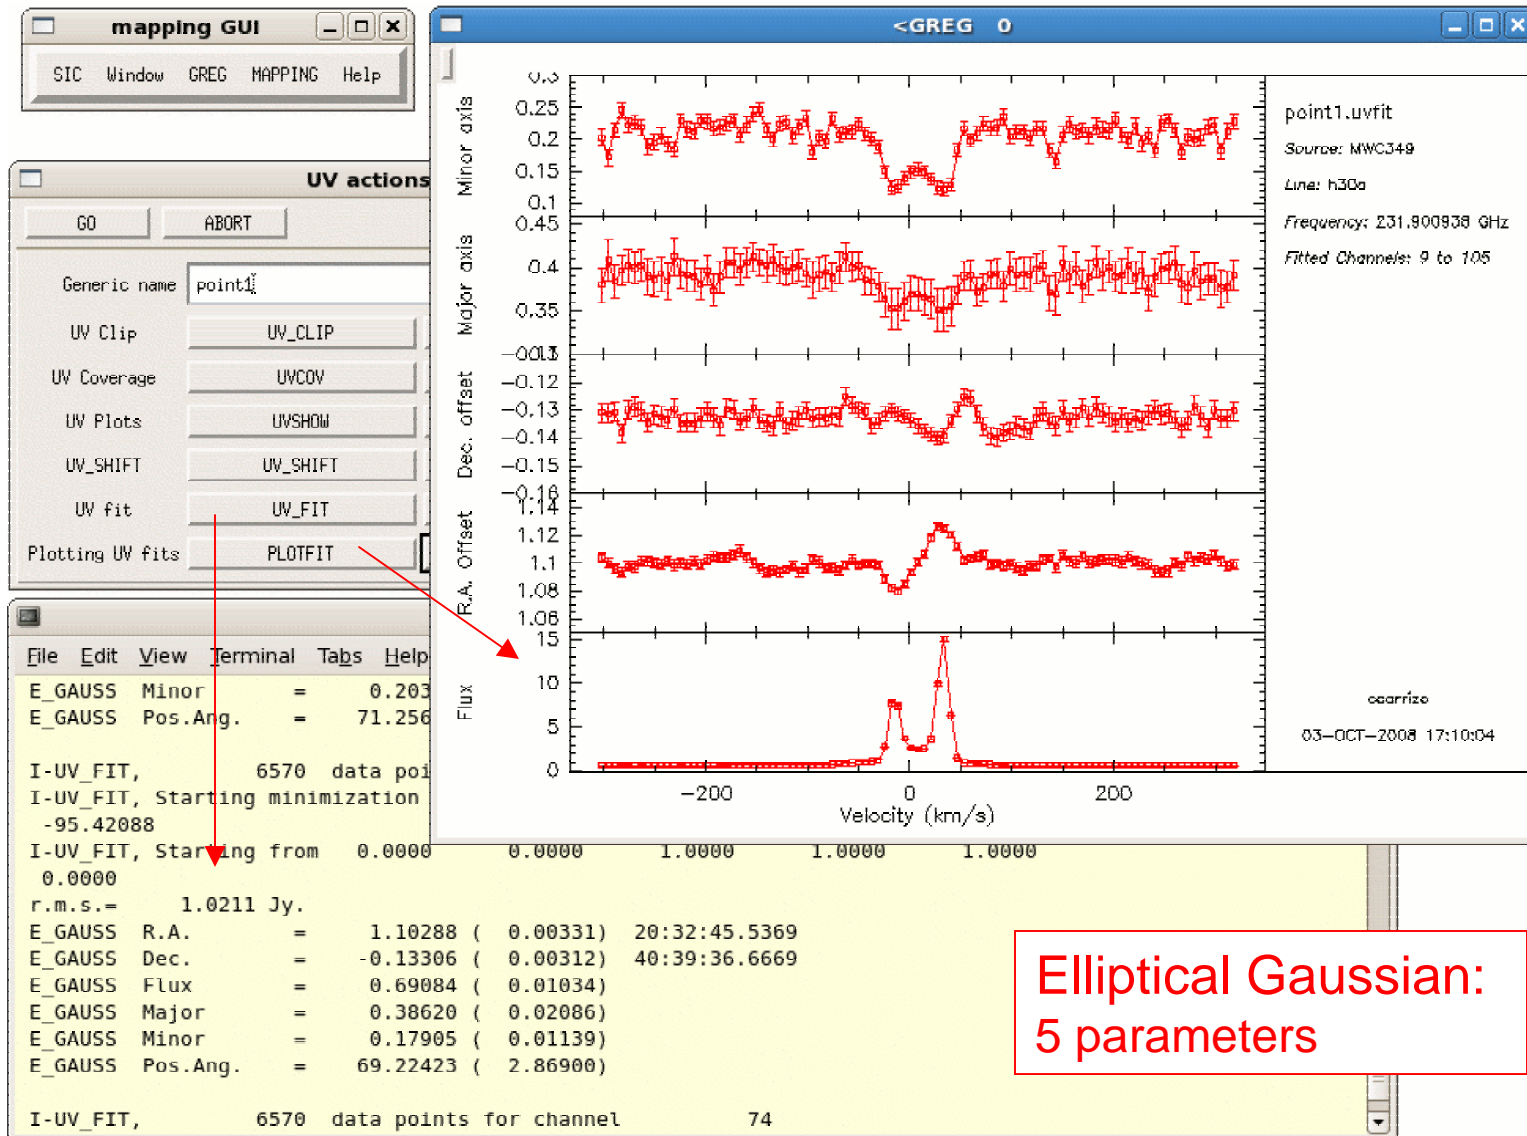 mapping GUI
SIC Window GREG MAPPING Help
<GREG 0
UV actions
GO ABORT
Generic name point1
UV Clip UV_CLIP
UV Coverage UVCOV
UV Plots UVSHOW
UV_SHIFT UV_SHIFT
UV fit UV_FIT
Plotting UV fits PLOTFIT
Minor axis
0.3
0.25
0.2
0.15
0.1
Major axis
0.45
0.4
0.35
Dec. offset
-0.12
-0.13
-0.14
-0.15
-0.16
R.A. Offset
1.14
1.12
1.1
1.08
1.06
Flux
15
10
5
0
-200 0 200
Velocity (km/s)
point1.uvfit
Source: MWC349
Line: h30a
Frequency: 231.900938 GHz
Fitted Channels: 9 to 105
03-OCT-2008 17:10:04
File Edit View Terminal Tabs Help
E_GAUSS Minor = 0.203
E_GAUSS Pos.Ang. = 71.256
I-UV_FIT, 6570 data poi
I-UV_FIT, Starting minimization
-95.42088
I-UV_FIT, Starting from 0.0000 0.0000 1.0000 1.0000 1.0000
0.0000
r.m.s.= 1.0211 Jy.
E_GAUSS R.A. = 1.10288 ( 0.00331) 20:32:45.5369
E_GAUSS Dec. = -0.13306 ( 0.00312) 40:39:36.6669
E_GAUSS Flux = 0.69084 ( 0.01034)
E_GAUSS Major = 0.38620 ( 0.02086)
E_GAUSS Minor = 0.17905 ( 0.01139)
E_GAUSS Pos.Ang. = 69.22423 ( 2.86900)
I-UV_FIT, 6570 data points for channel 74
Elliptical Gaussian:
5 parameters